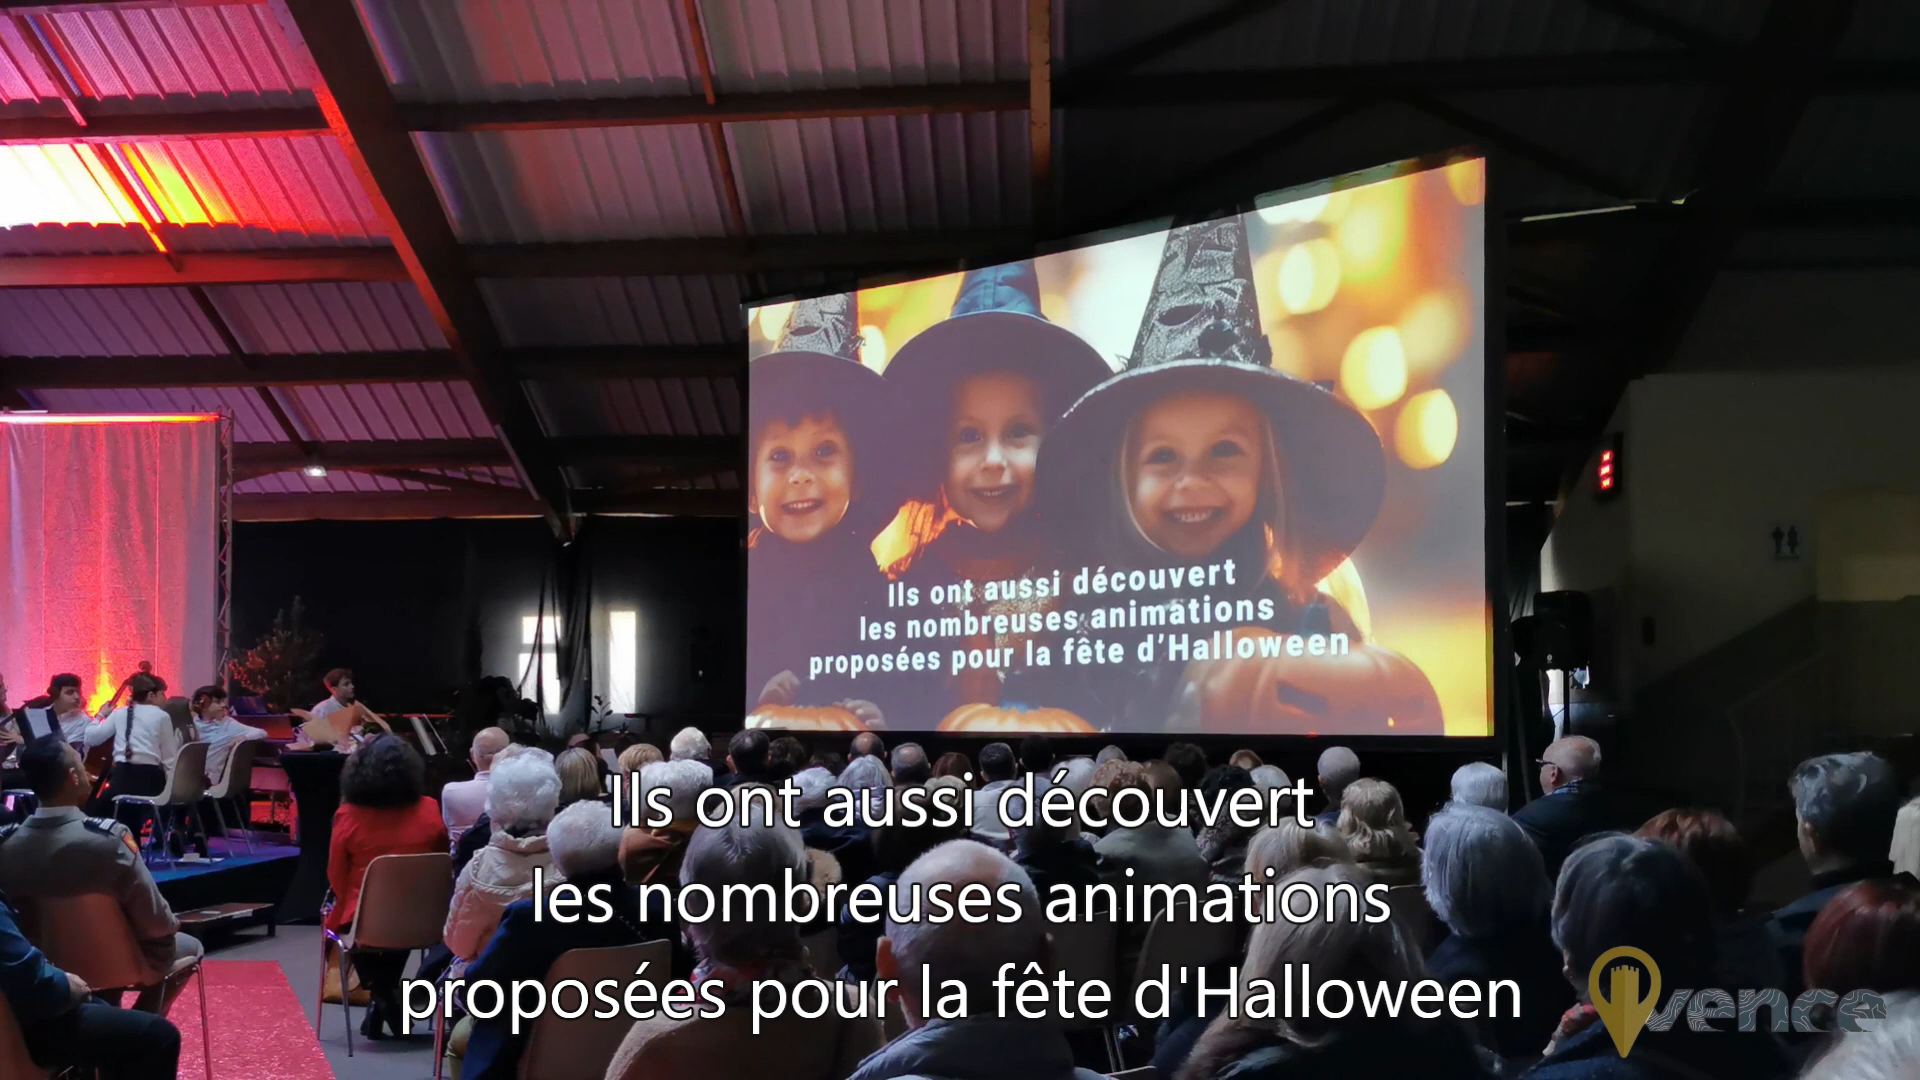 Ils ont aussi découvert
les nombreuses animations
proposées pour la fête d’Halloween
Ils ont aussi découvert
les nombreuses animations
proposées pour la fête d'Halloween
vence